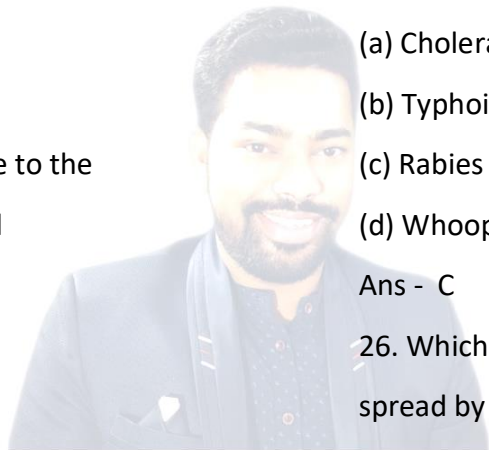 e to the
(a) Cholera
(b) Typhoi
(c) Rabies
(d) Whoop
Ans - C
26. Which
spread by